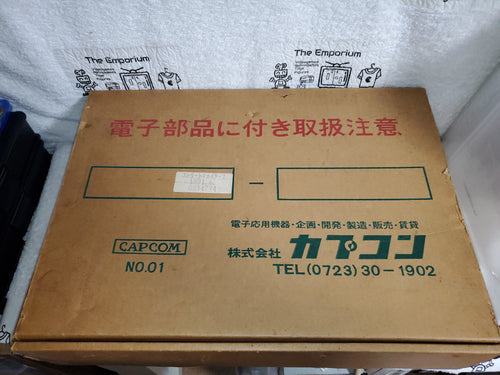 The Emporium
The Emporium
電子部品に付き取扱注意
電子応用機器・企画・開発・製造・販売・賃貸
CAPCOM
株式会社 カプコン
NO.01
TEL(0723)30-1902